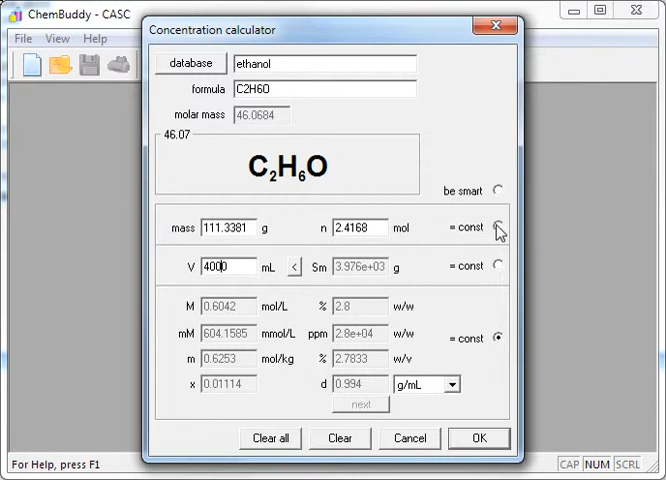 ChemBuddy - CASC
Concentration calculator
File View Help
database ethanol
formula C2H6O
molar mass 46.0684
46.07
C2H6O
be smart
mass 111.3381 g n 2.4168 mol = const
V 4000 mL < Sm 3.976e+03 g = const
M 0.6042 mol/L % 2.8 w/w
mM 604.1585 mmol/L ppm 2.8e+04 w/w = const
m 0.6253 mol/kg % 2.7833 w/v
x 0.01114 d 0.994 g/mL
next
Clear all Clear Cancel OK
For Help, press F1 CAP NUM SCRL